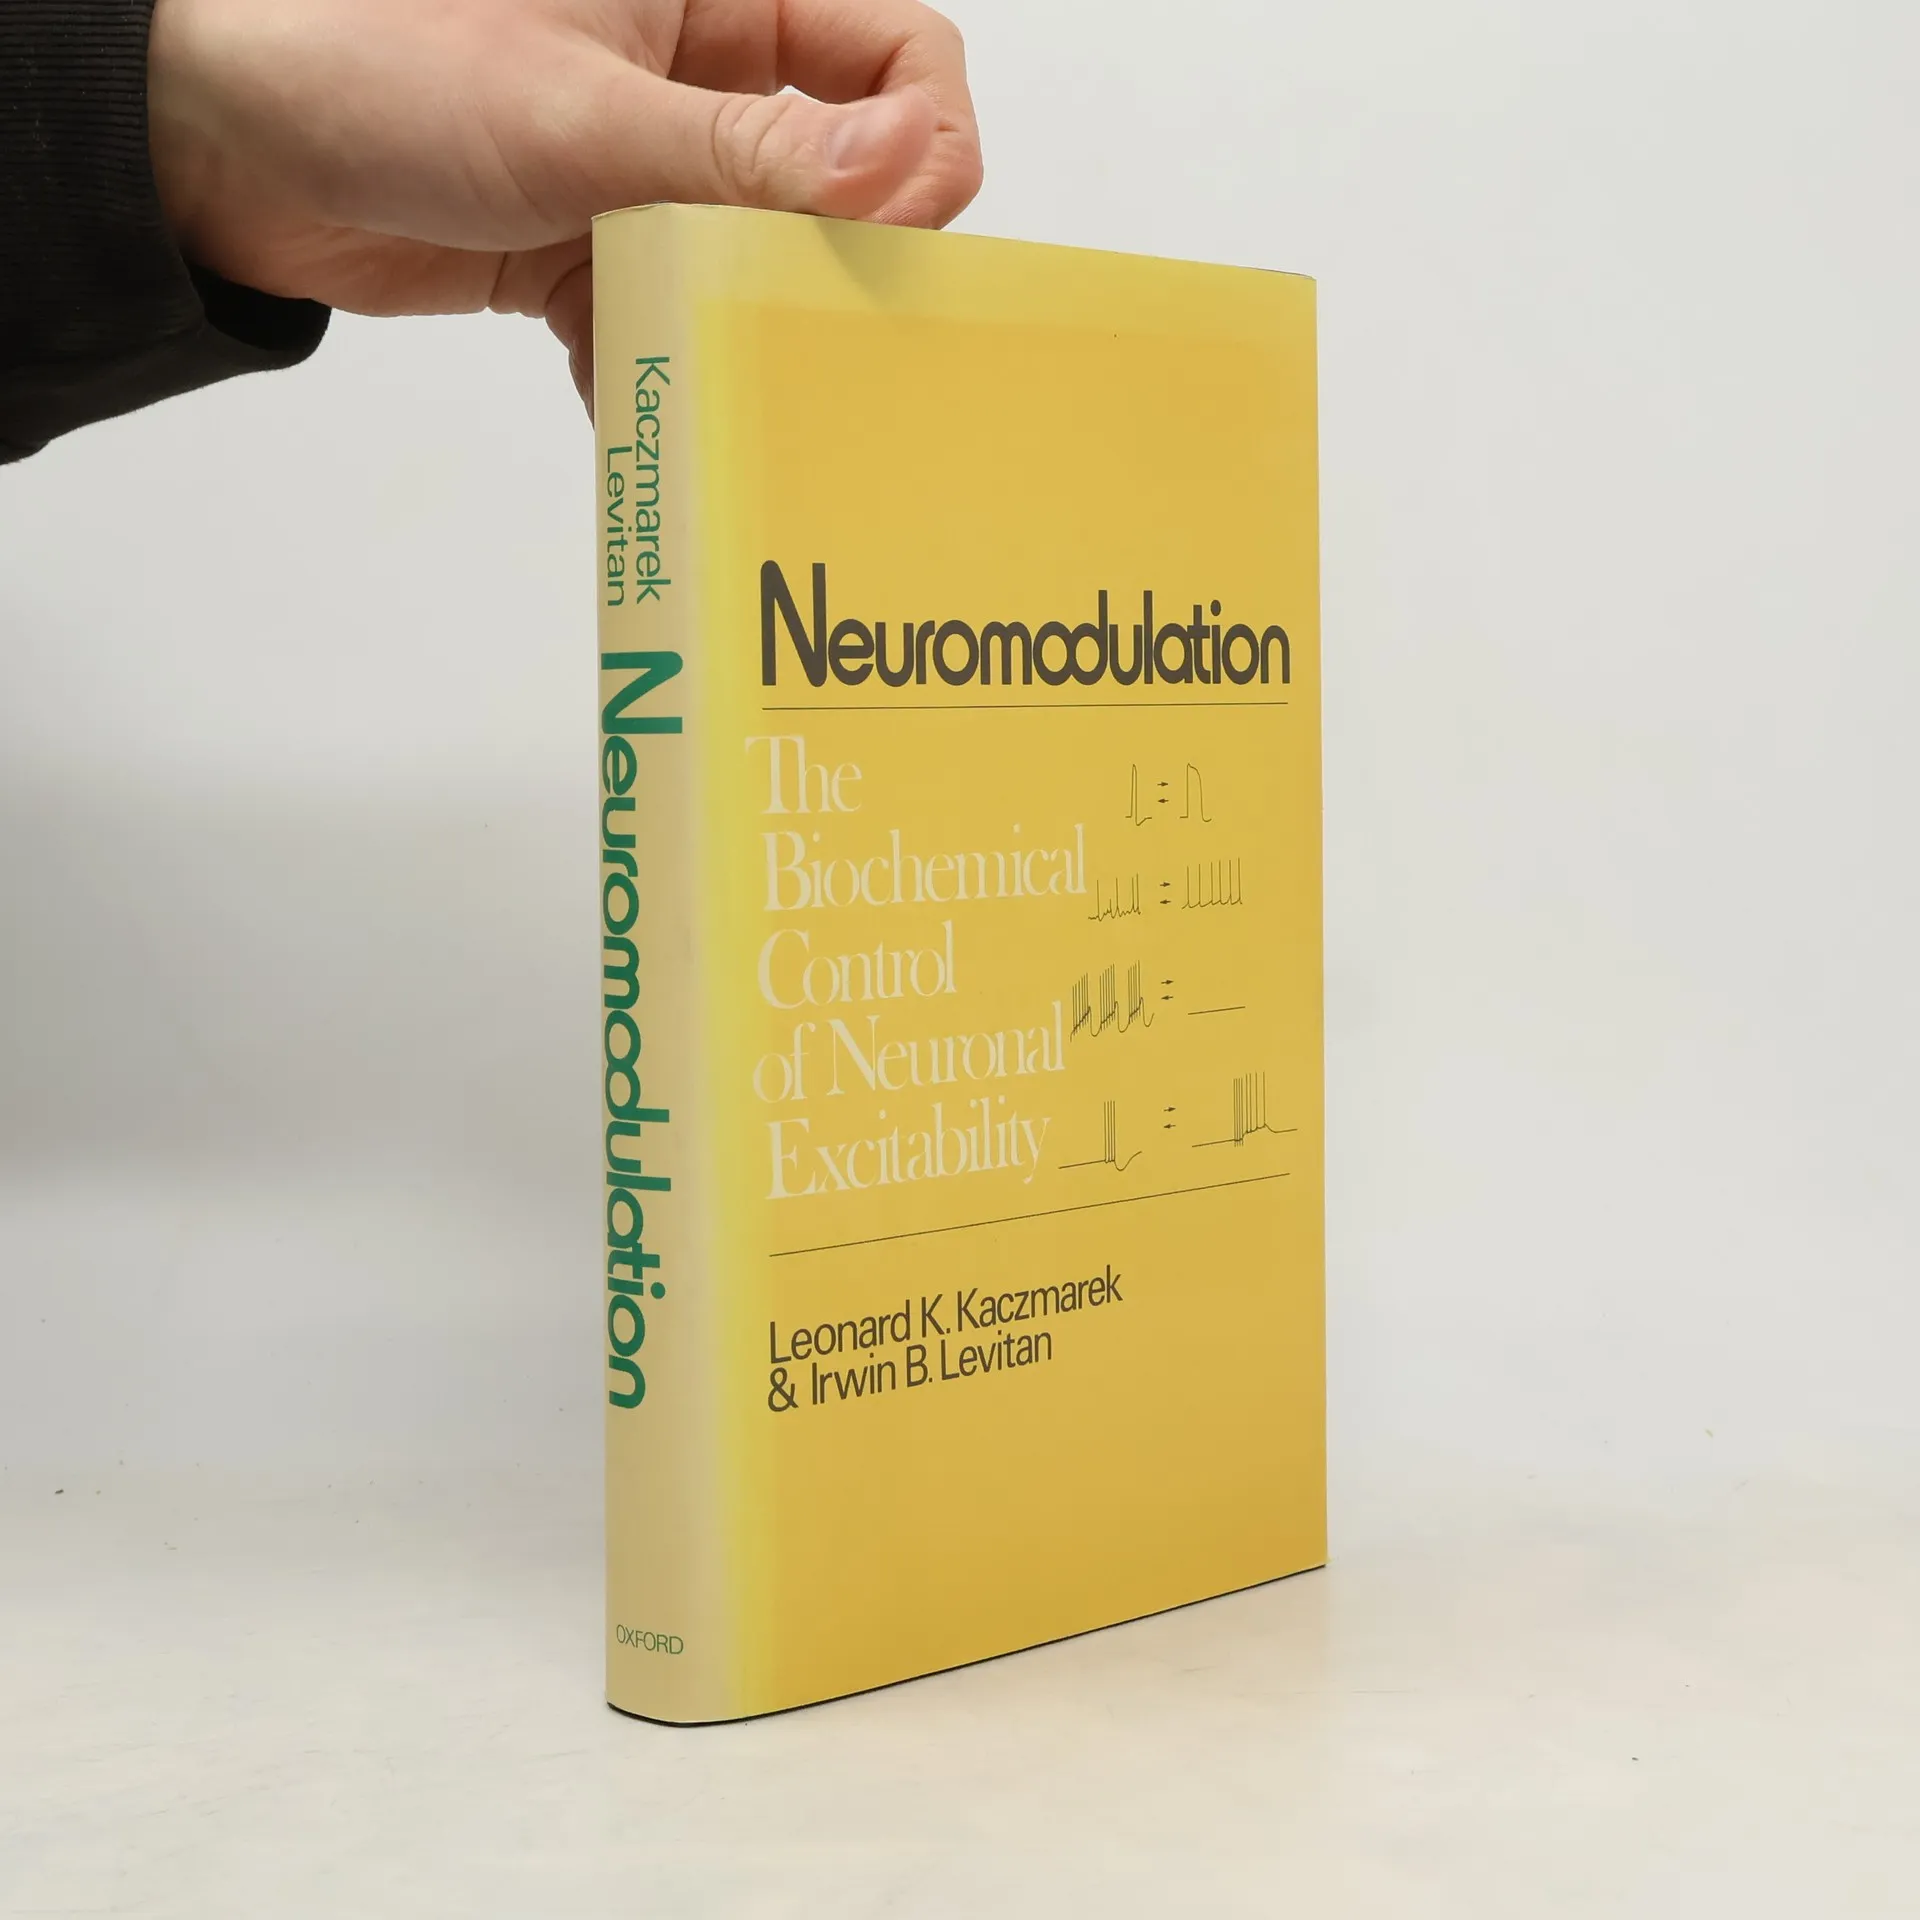 Kaczmarek
Levitan
Neuromodulation
OXFORD
Neuromodulation
The
Biochemical
Control
of Neuronal
Excitability
Leonard K. Kaczmarek
& Irwin B. Levitan